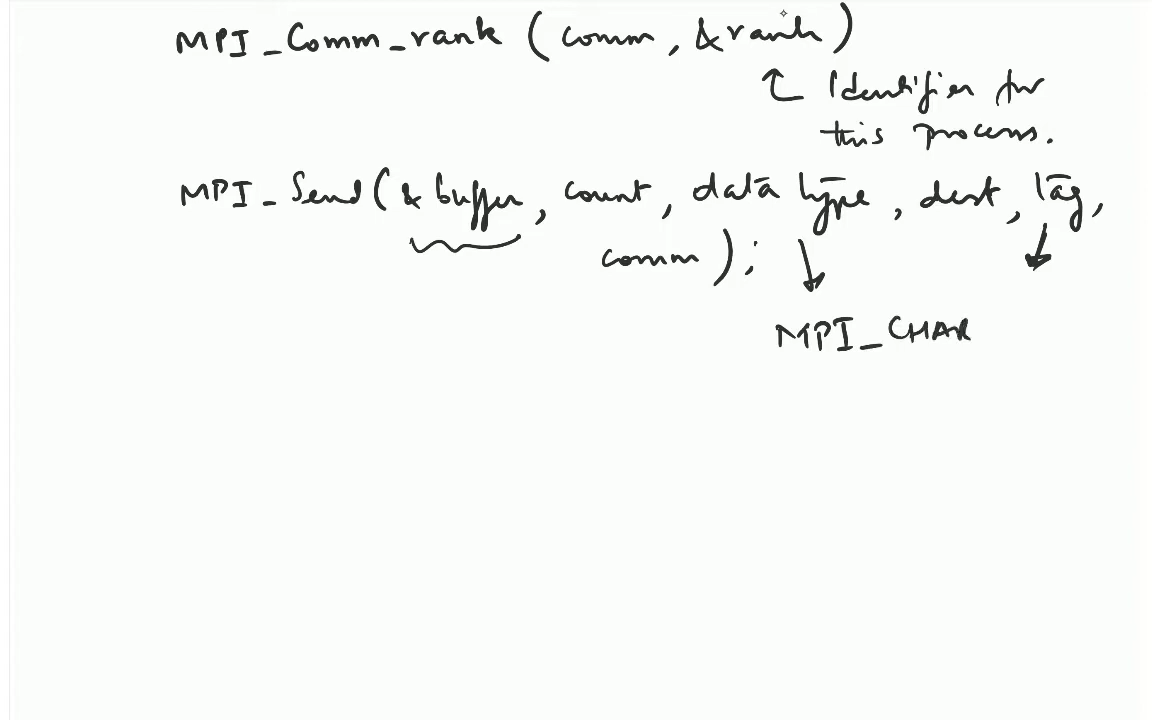 MPI_Comm_rank (comm, &rank)
Identifier for
this process.
MPI_Send(&buffer, count, data type, dest, tag,
comm);
MPI_CHAR